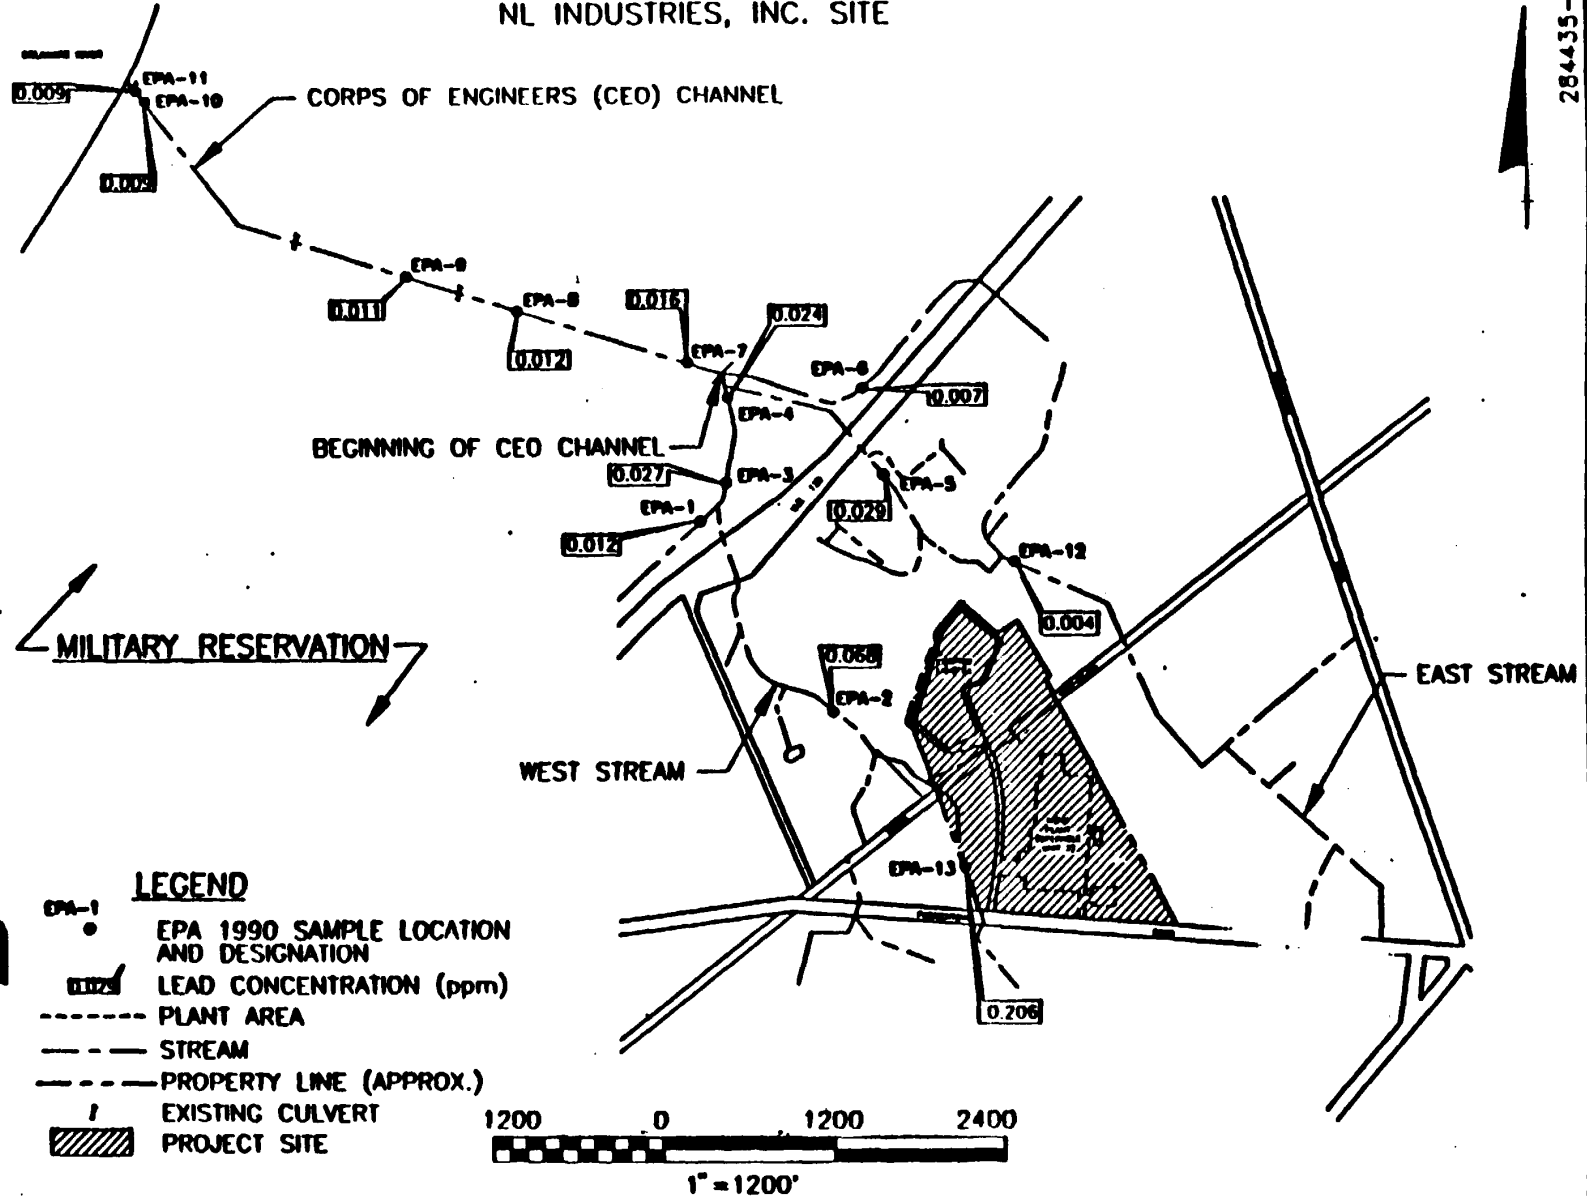 NL INDUSTRIES, INC. SITE
284435-
DELAWARE RIVER
EPA-11
0.009
EPA-10
CORPS OF ENGINEERS (CEO) CHANNEL
0.009
EPA-9
0.011
EPA-8
0.012
0.016
EPA-7
0.024
EPA-6
0.007
EPA-4
BEGINNING OF CEO CHANNEL
0.027
EPA-3
EPA-5
0.029
EPA-1
0.012
EPA-12
0.004
MILITARY RESERVATION
0.068
EPA-2
EAST STREAM
WEST STREAM
EPA-13
0.206
LEGEND
EPA-1
EPA 1990 SAMPLE LOCATION
AND DESIGNATION
0.029
LEAD CONCENTRATION (ppm)
PLANT AREA
STREAM
PROPERTY LINE (APPROX.)
EXISTING CULVERT
PROJECT SITE
1200 0 1200 2400
1"=1200'